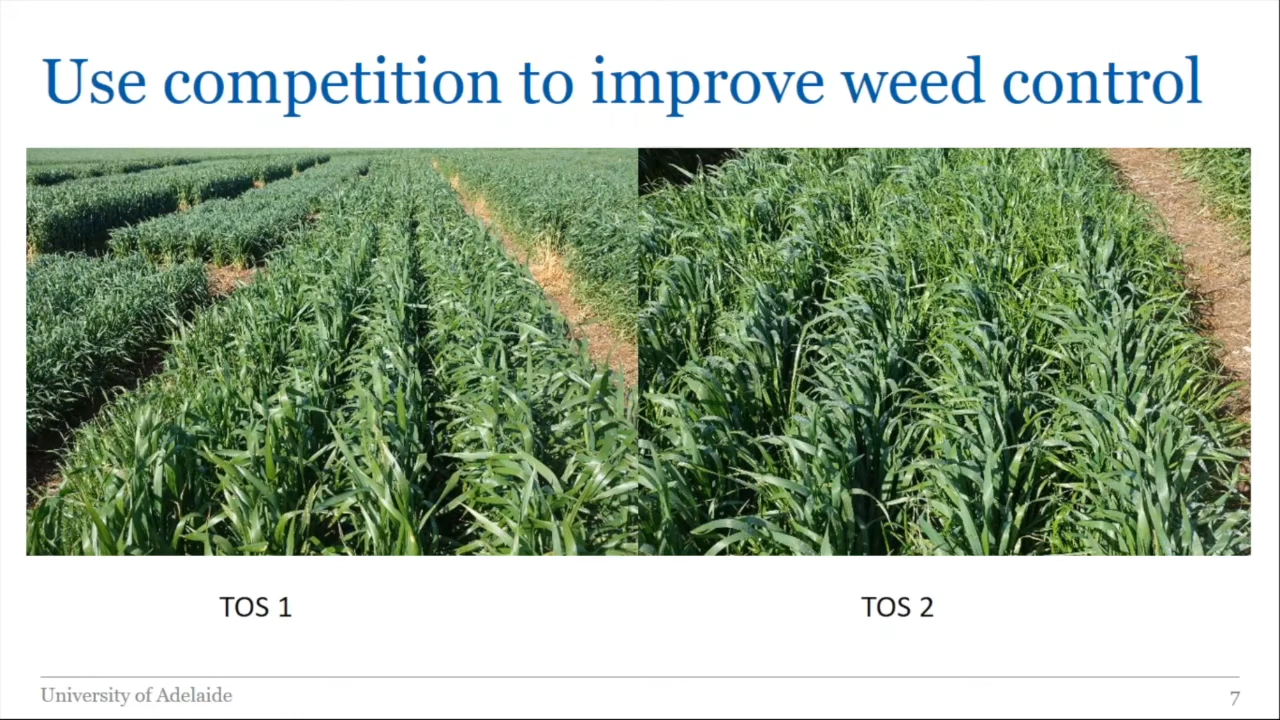 Use competition to improve weed control
TOS 1
TOS 2
University of Adelaide
7